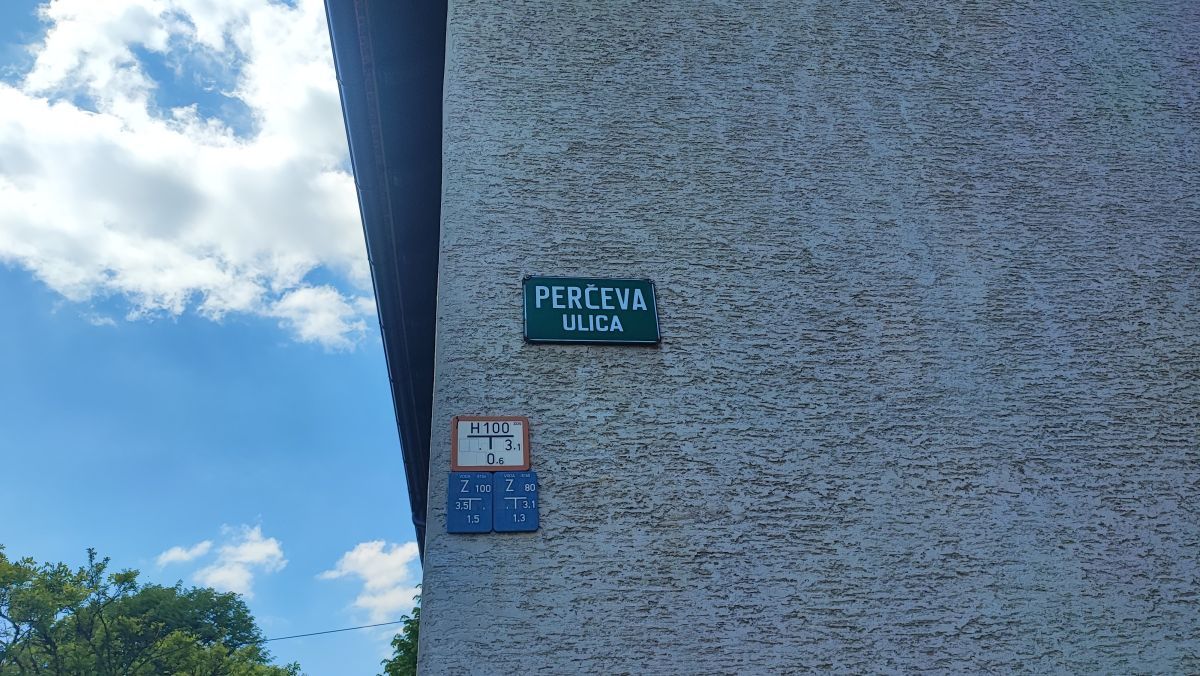 PERČEVA
ULICA
H100
3.1
0.6
Z 100
3.5
1.5
Z 80
3.1
1.3